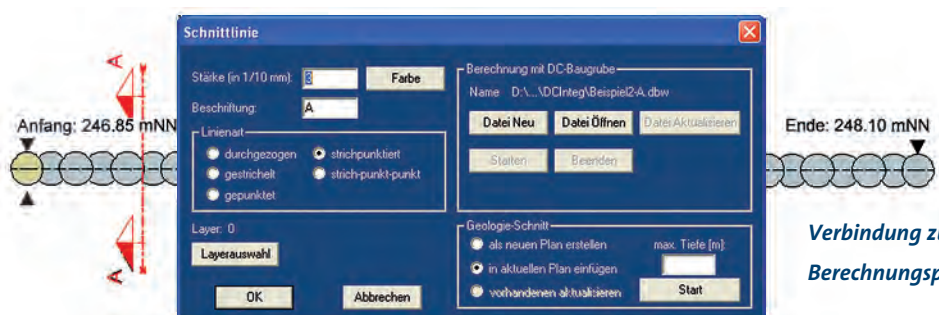 Schnittlinie
Stärke (in 1/10 mm): 3 Farbe
Beschriftung: A
Linienart
durchgezogen strichpunktiert
gestrichelt strich-punkt-punkt
gepunktet
Layer: 0
Layerauswahl
OK Abbrechen
Berechnung mit DC-Baugrube
Name D:\...\DCInteg\Beispiel2-A.dbw
Datei Neu Datei Öffnen Datei Aktualisieren
Starten Beenden
Geologie-Schnitt
als neuen Plan erstellen max. Tiefe [m]:
in aktuellen Plan einfügen
vorhandenen aktualisieren Start
A
Anfang: 246.85 mNN
A
Ende: 248.10 mNN
Verbindung